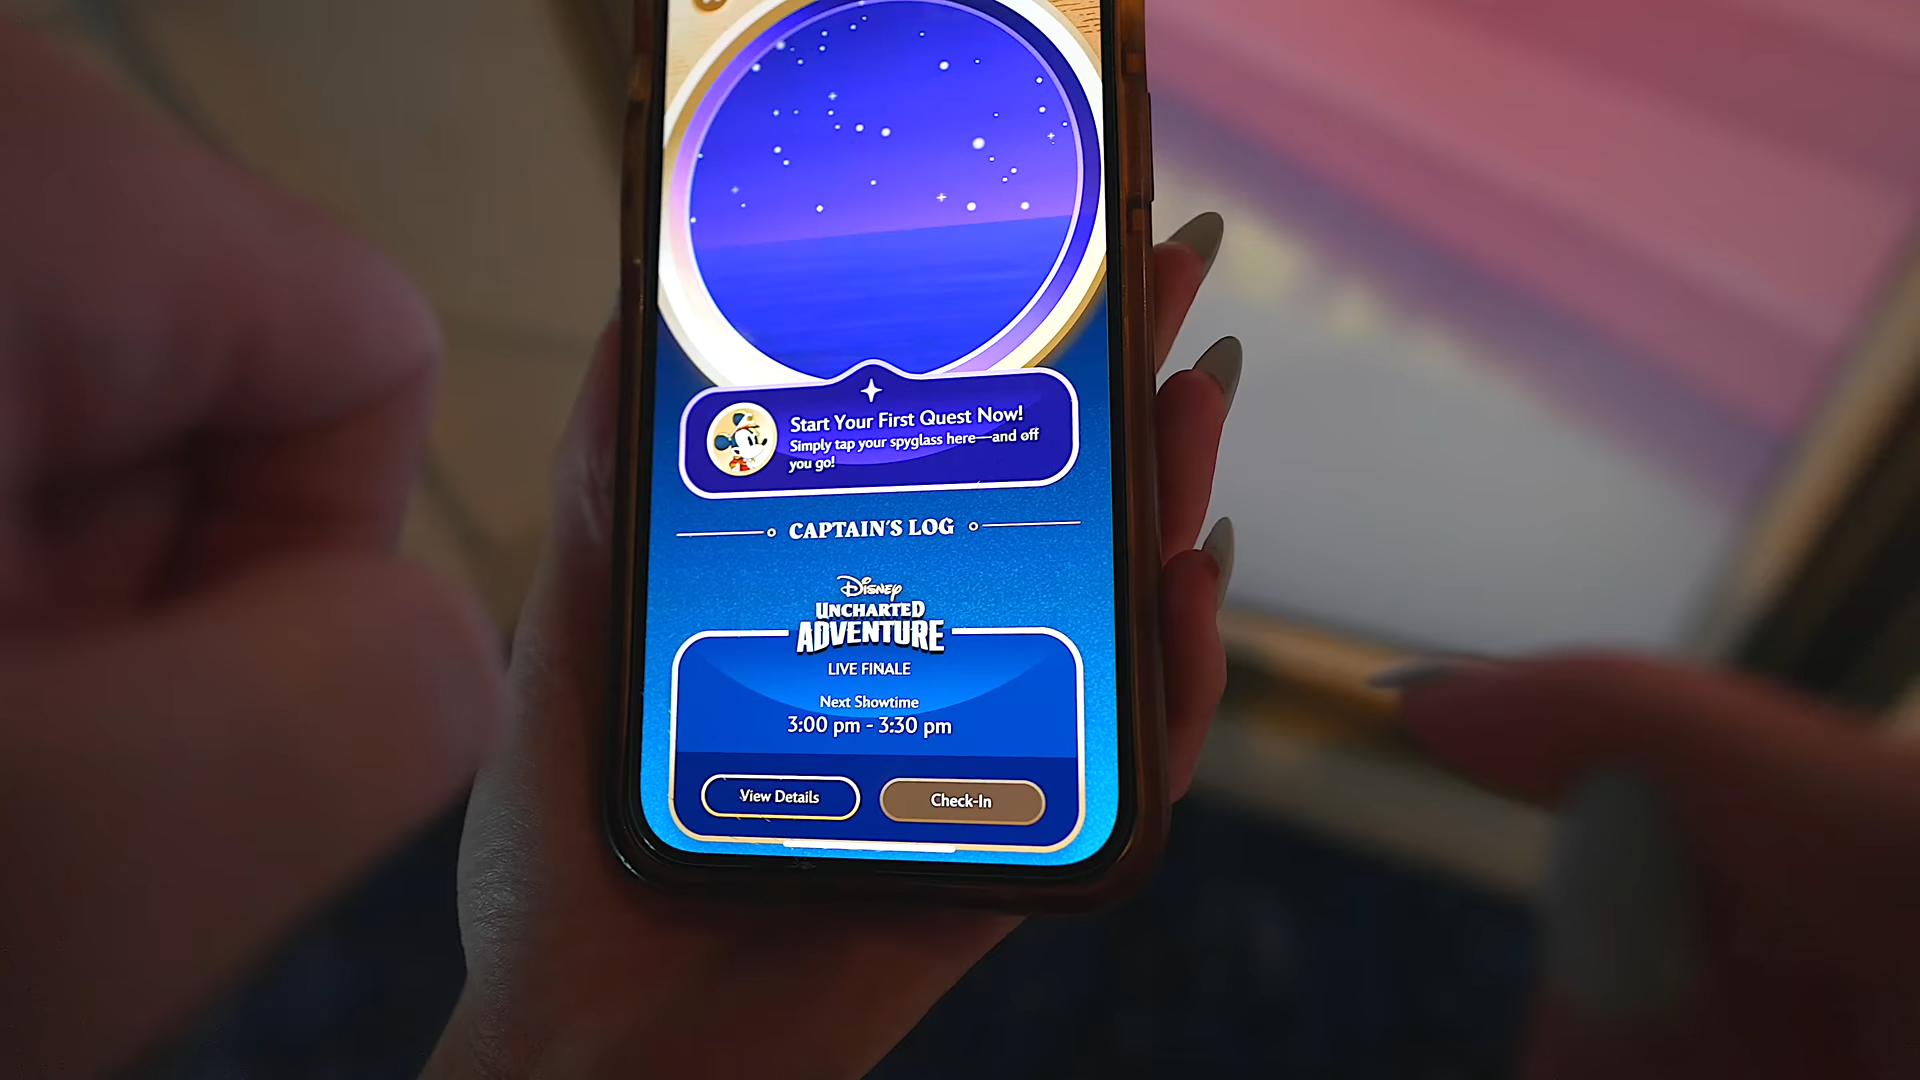 Start Your First Quest Now!
Simply tap your spyglass here—and off
you go!
CAPTAIN'S LOG
Disney
UNCHARTED
ADVENTURE
LIVE FINALE
Next Showtime
3:00 pm - 3:30 pm
View Details
Check-In